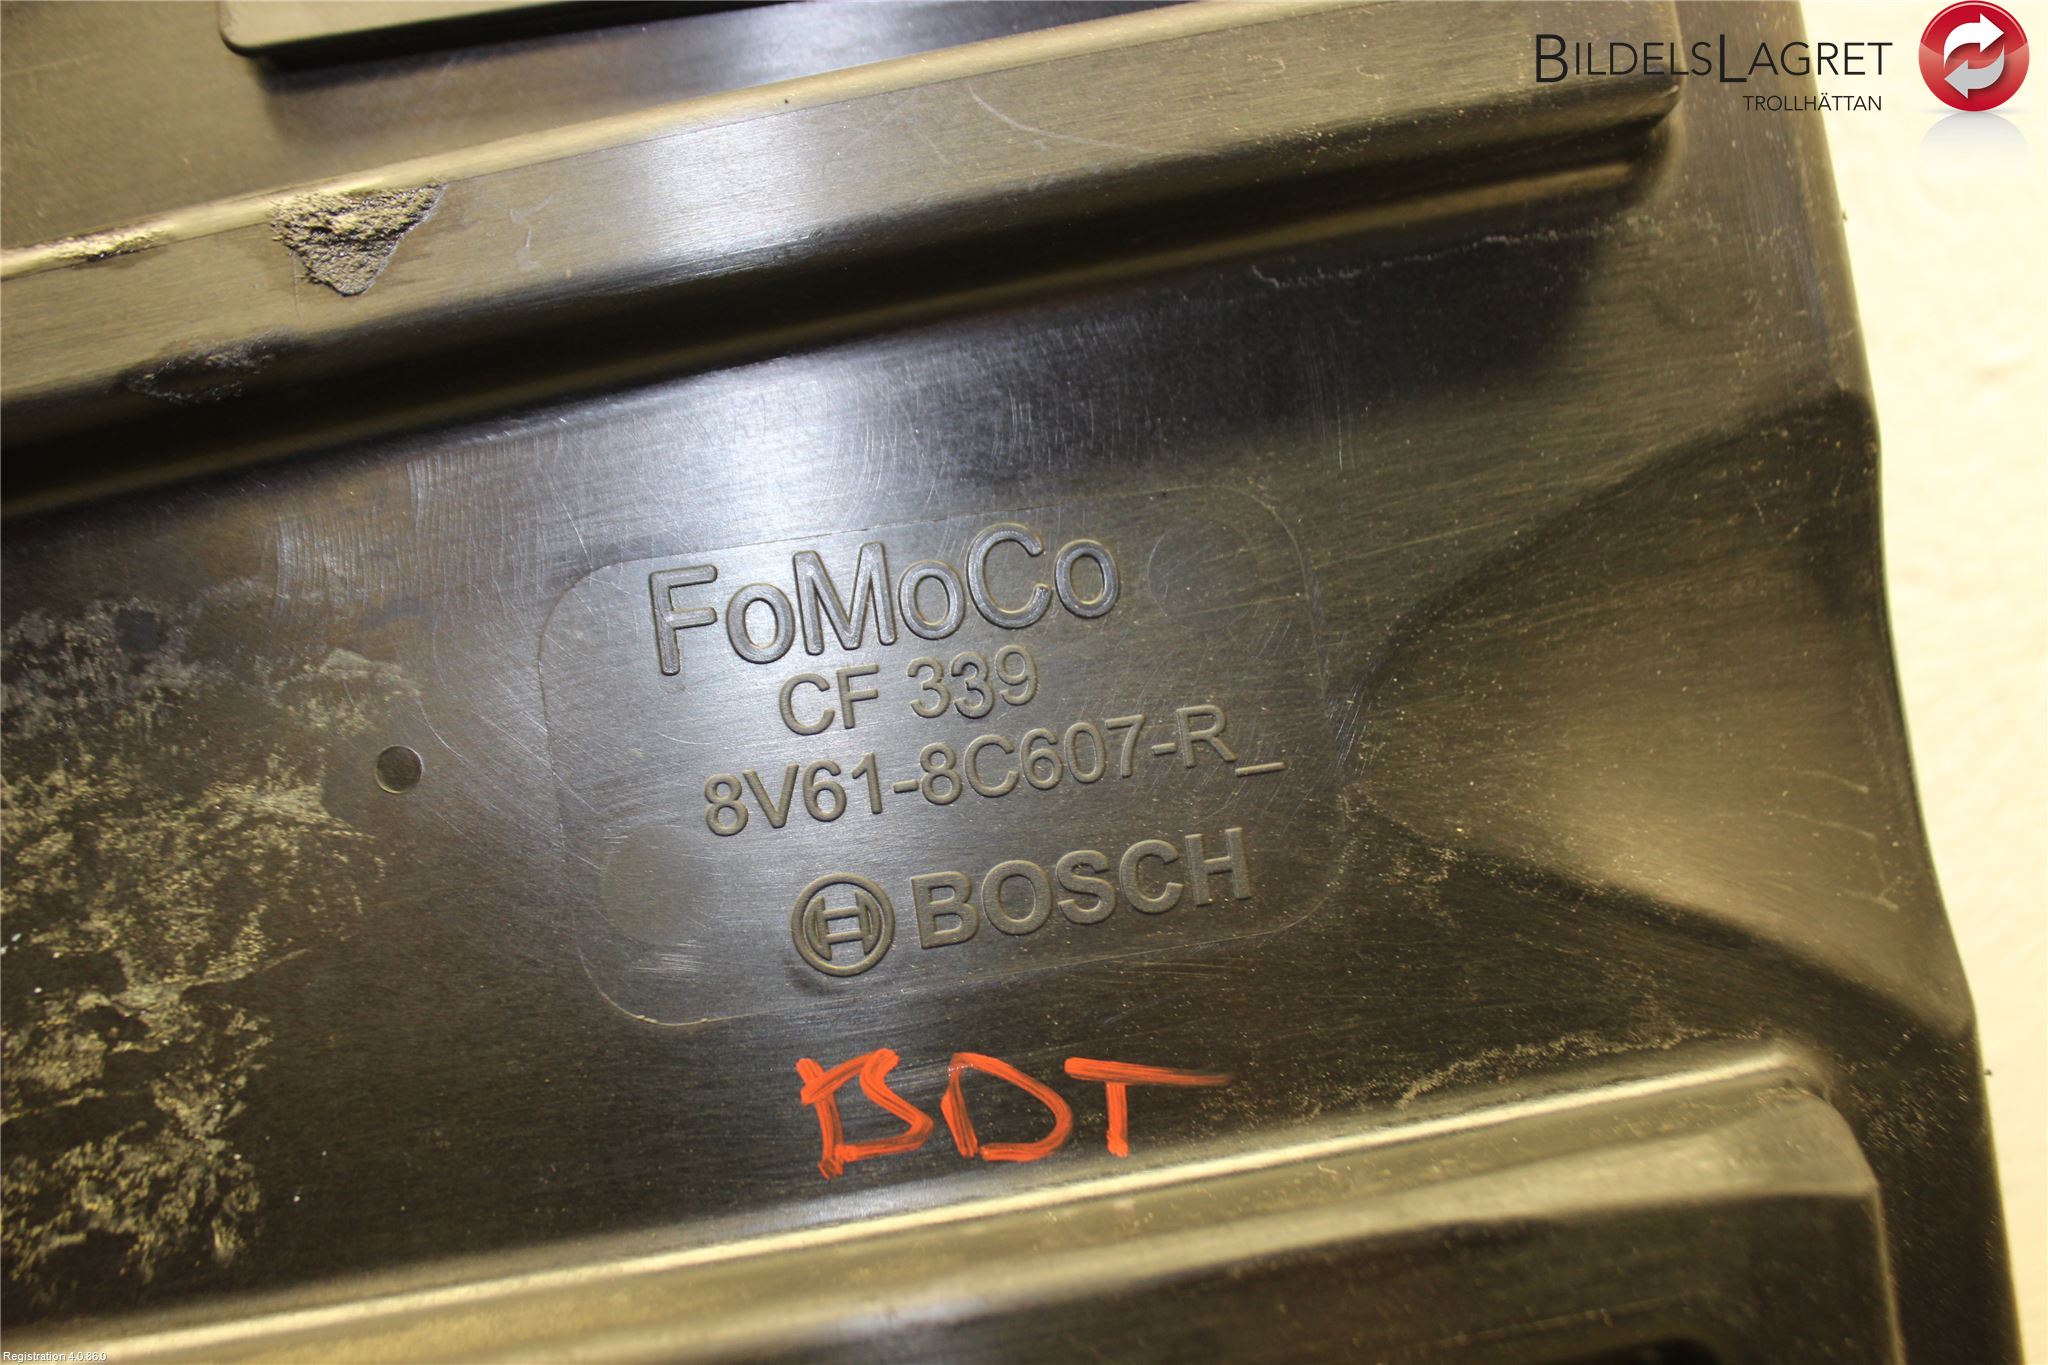 BILDELSLAGRET
TROLLHÄTTAN
FoMoCo
CF 339
8V61-8C607-R_
BOSCH
BDT
Registration 4.0.86.0